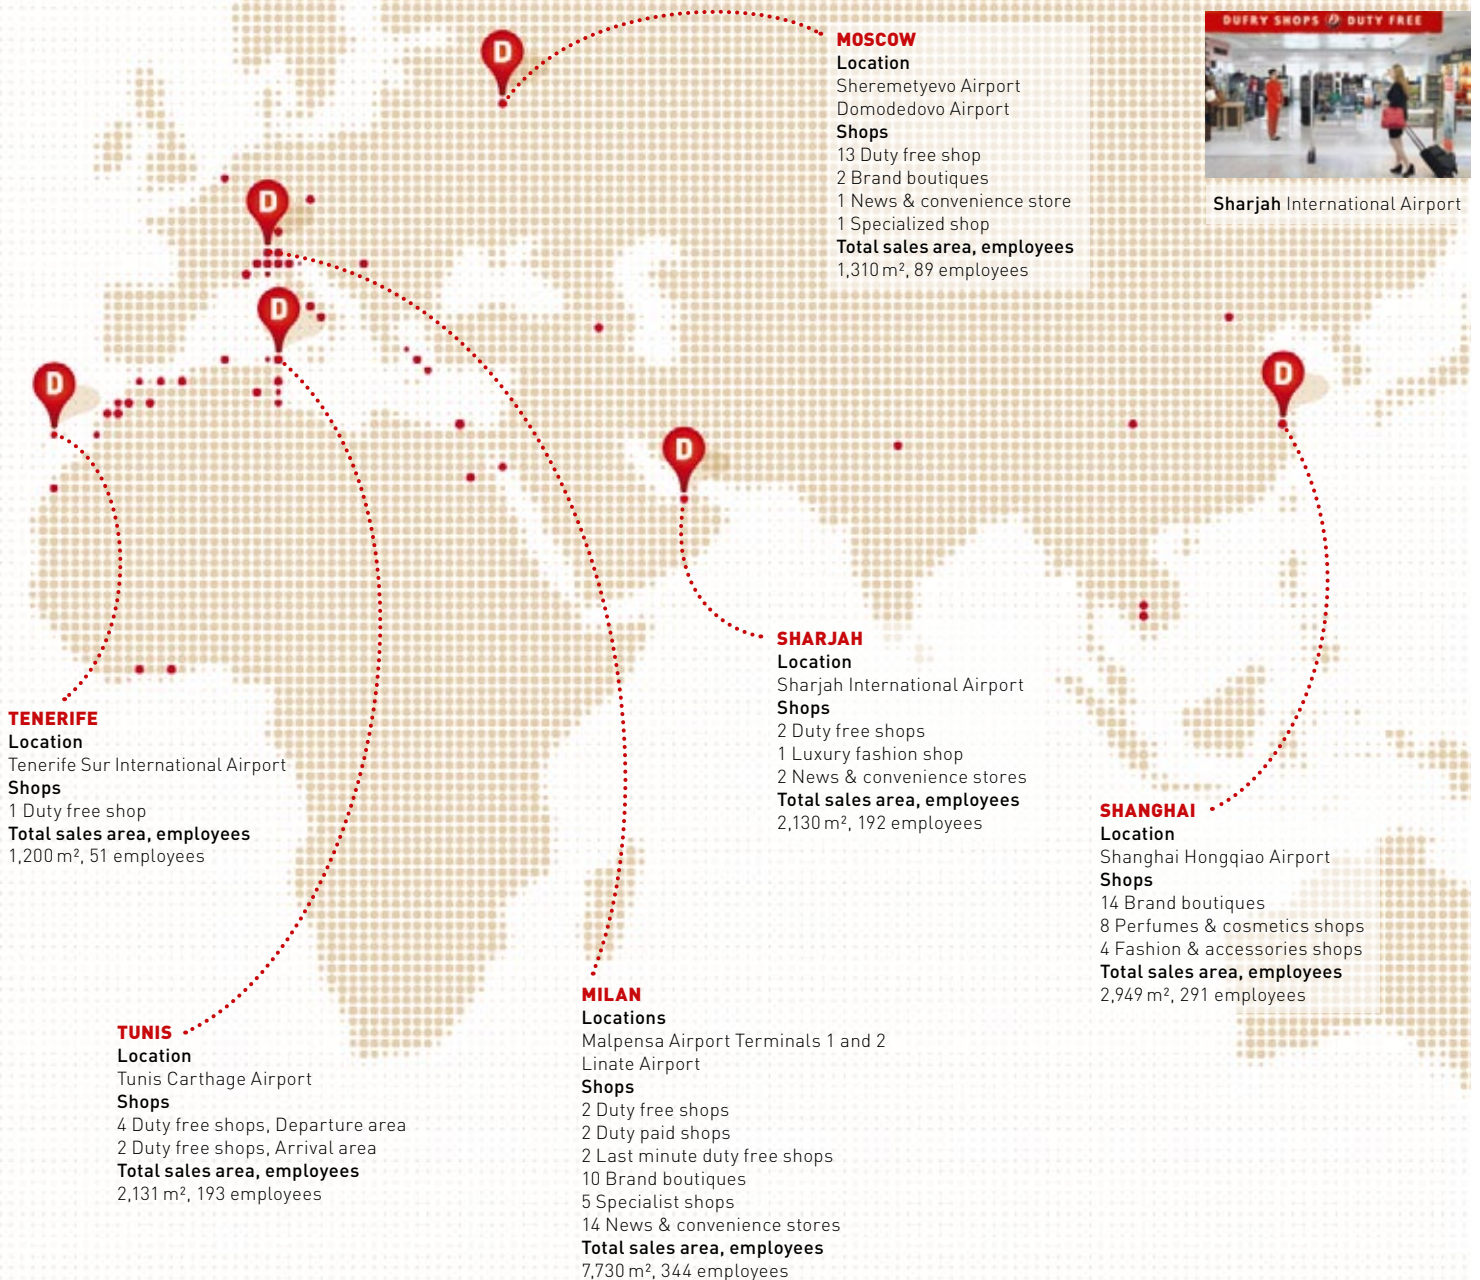 DUFRY SHOPS DUTY FREE
Sharjah International Airport
D
D
D
D
D
D
MOSCOW
Location
Sheremetyevo Airport
Domodedovo Airport
Shops
13 Duty free shop
2 Brand boutiques
1 News & convenience store
1 Specialized shop
Total sales area, employees
1,310 m², 89 employees
TENERIFE
Location
Tenerife Sur International Airport
Shops
1 Duty free shop
Total sales area, employees
1,200 m², 51 employees
TUNIS
Location
Tunis Carthage Airport
Shops
4 Duty free shops, Departure area
2 Duty free shops, Arrival area
Total sales area, employees
2,131 m², 193 employees
MILAN
Locations
Malpensa Airport Terminals 1 and 2
Linate Airport
Shops
2 Duty free shops
2 Duty paid shops
2 Last minute duty free shops
10 Brand boutiques
5 Specialist shops
14 News & convenience stores
Total sales area, employees
7,730 m², 344 employees
SHARJAH
Location
Sharjah International Airport
Shops
2 Duty free shops
1 Luxury fashion shop
2 News & convenience stores
Total sales area, employees
2,130 m², 192 employees
SHANGHAI
Location
Shanghai Hongqiao Airport
Shops
14 Brand boutiques
8 Perfumes & cosmetics shops
4 Fashion & accessories shops
Total sales area, employees
2,949 m², 291 employees